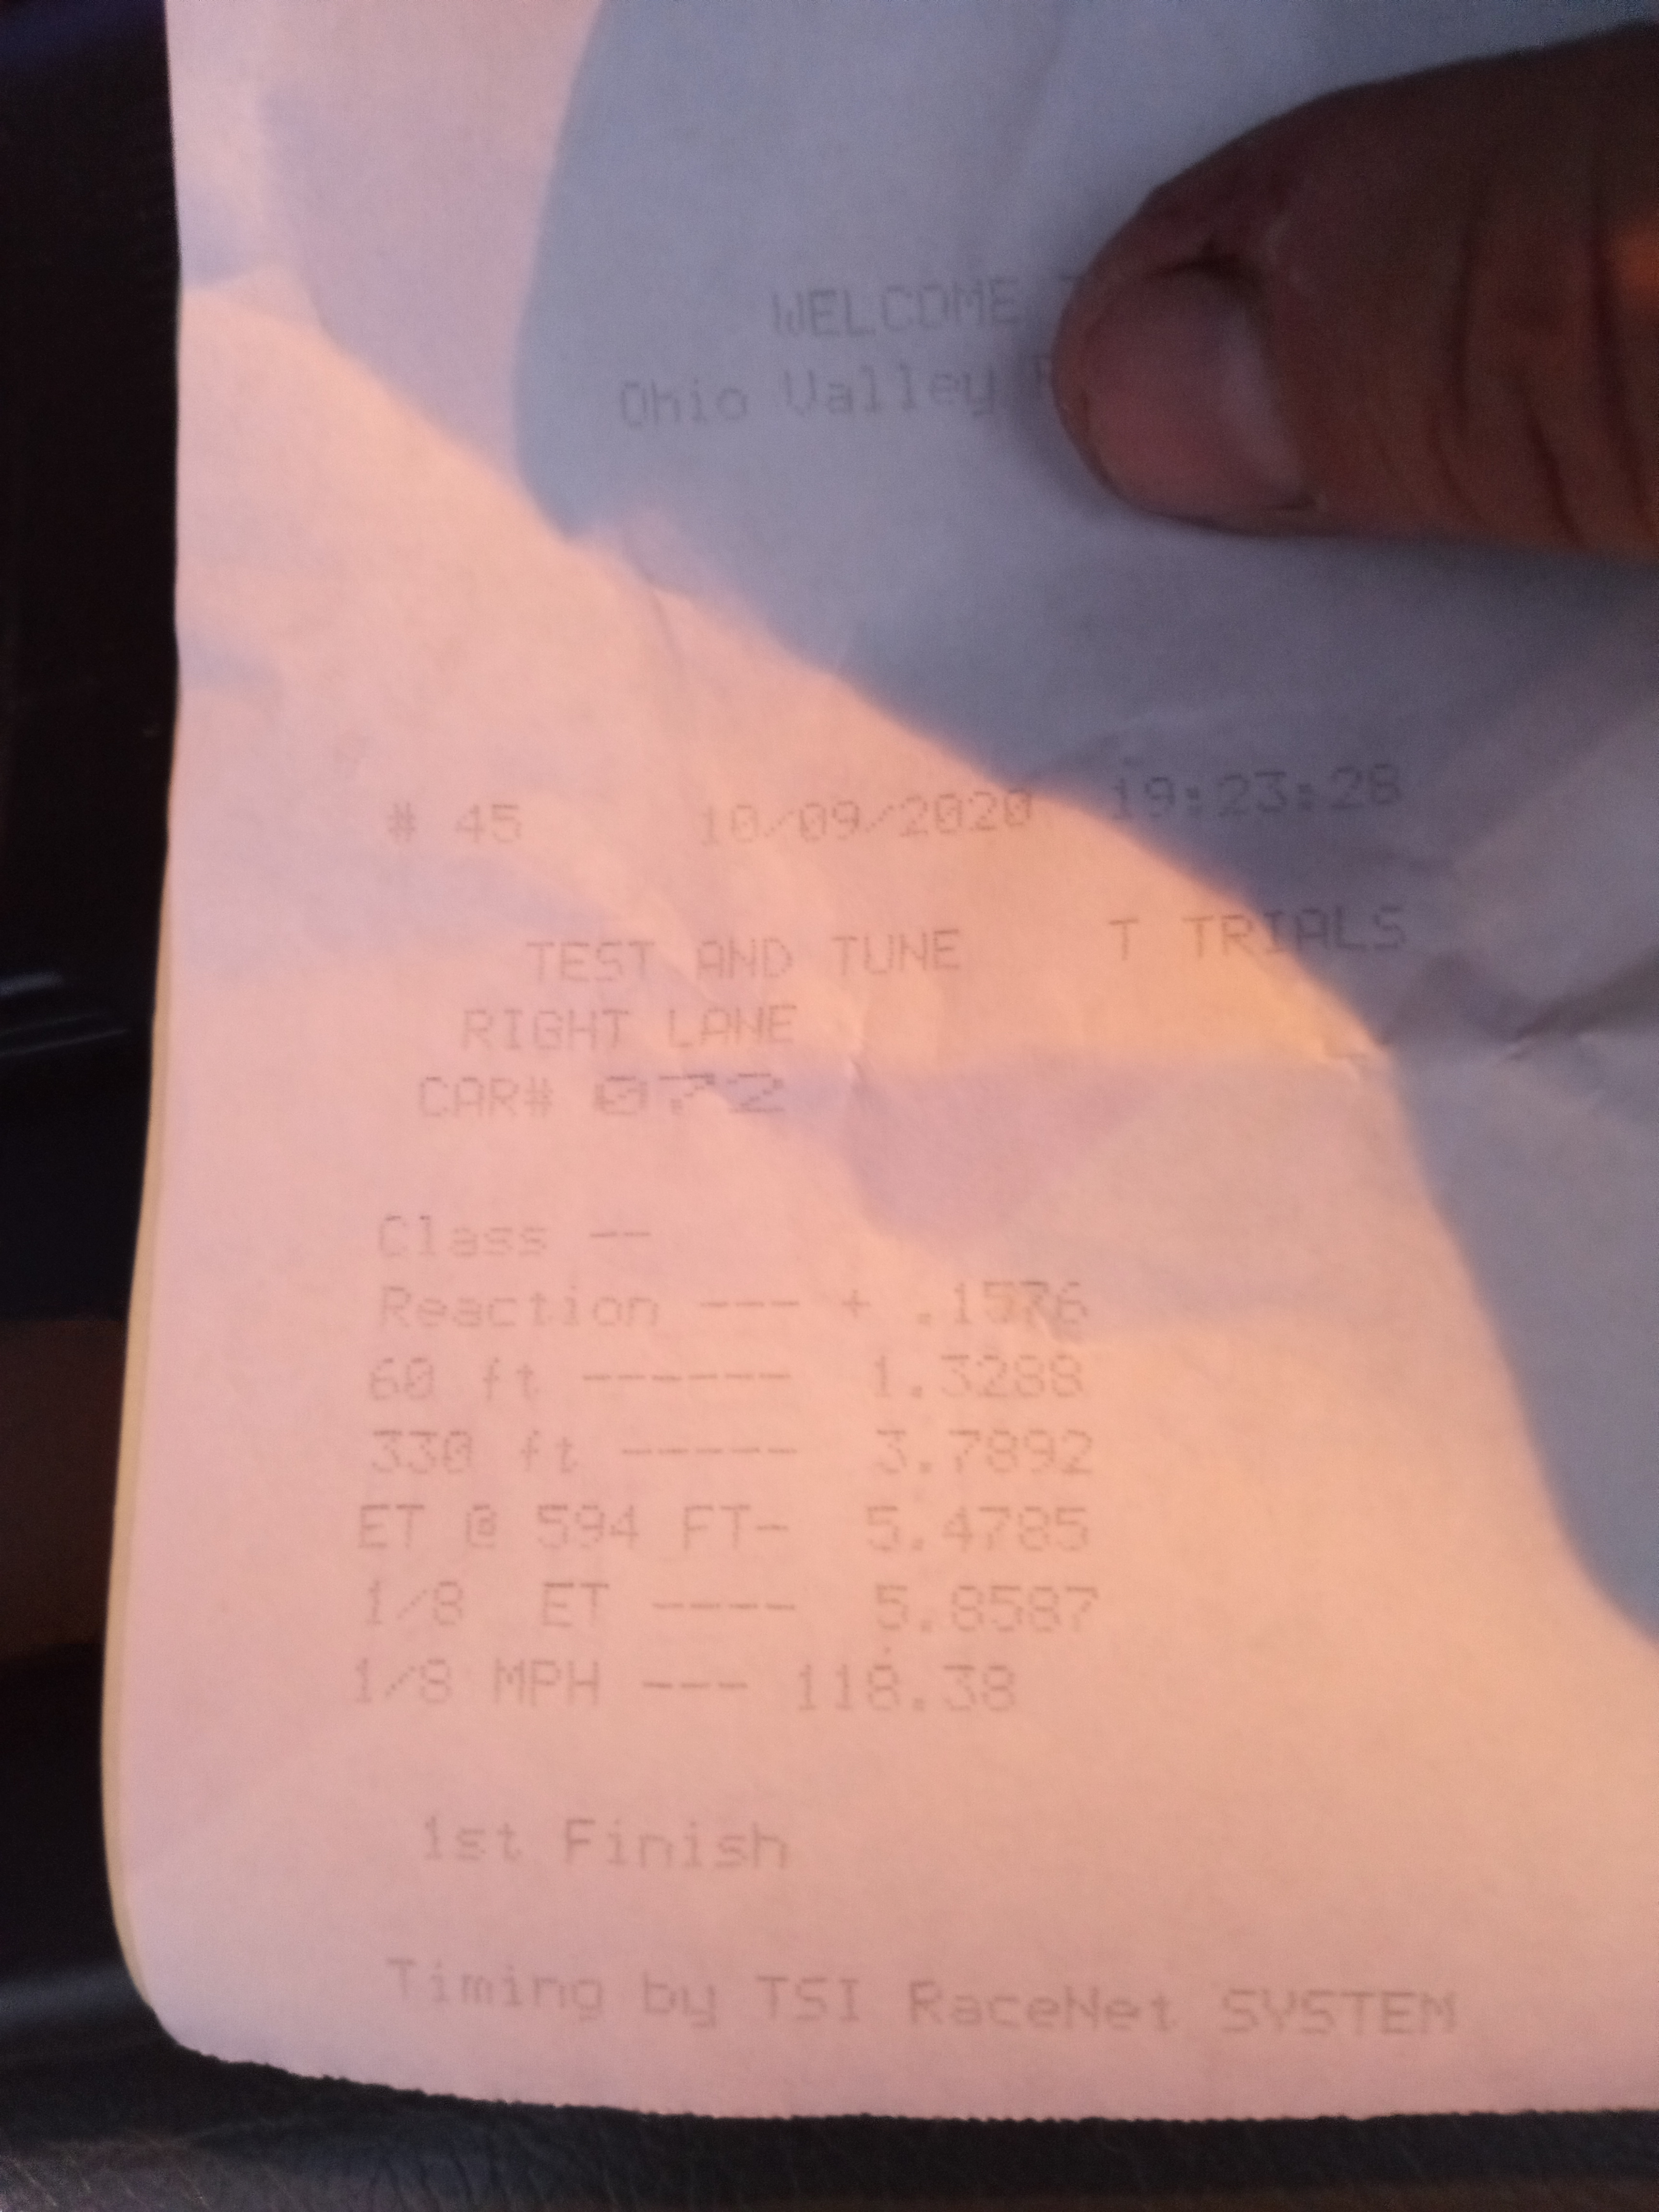 WELCOME
Ohio Valley
# 45 10/09/2020 19:23:28
TEST AND TUNE T TRIALS
RIGHT LANE
CAR# 072
Class --
Reaction --- + .1576
60 ft ------ 1.3288
330 ft ----- 3.7892
ET @ 594 FT- 5.4785
1/8 ET ---- 5.8587
1/8 MPH --- 118.38
1st Finish
Timing by TSI RaceNet SYSTEM